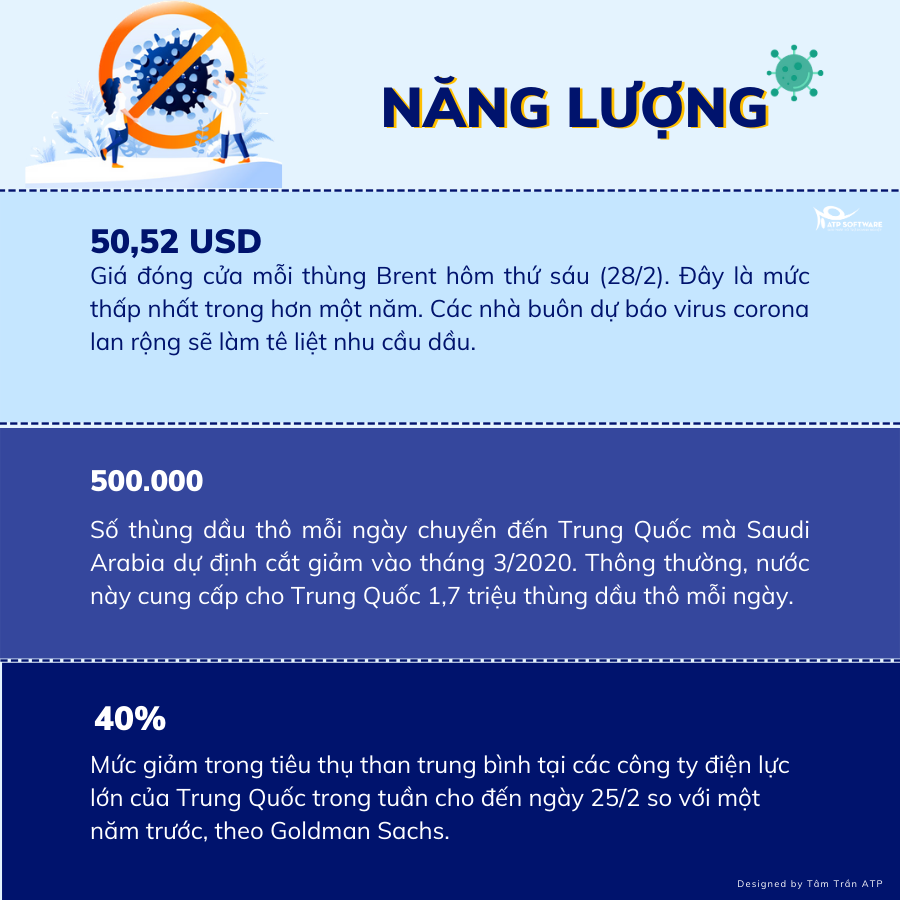 NĂNG LƯỢNG
ATP SOFTWARE
50,52 USD
Giá đóng cửa mỗi thùng Brent hôm thứ sáu (28/2). Đây là mức
thấp nhất trong hơn một năm. Các nhà buôn dự báo virus corona
lan rộng sẽ làm tê liệt nhu cầu dầu.
500.000
Số thùng dầu thô mỗi ngày chuyển đến Trung Quốc mà Saudi
Arabia dự định cắt giảm vào tháng 3/2020. Thông thường, nước
này cung cấp cho Trung Quốc 1,7 triệu thùng dầu thô mỗi ngày.
40%
Mức giảm trong tiêu thụ than trung bình tại các công ty điện lực
lớn của Trung Quốc trong tuần cho đến ngày 25/2 so với một
năm trước, theo Goldman Sachs.
Designed by Tâm Trần ATP